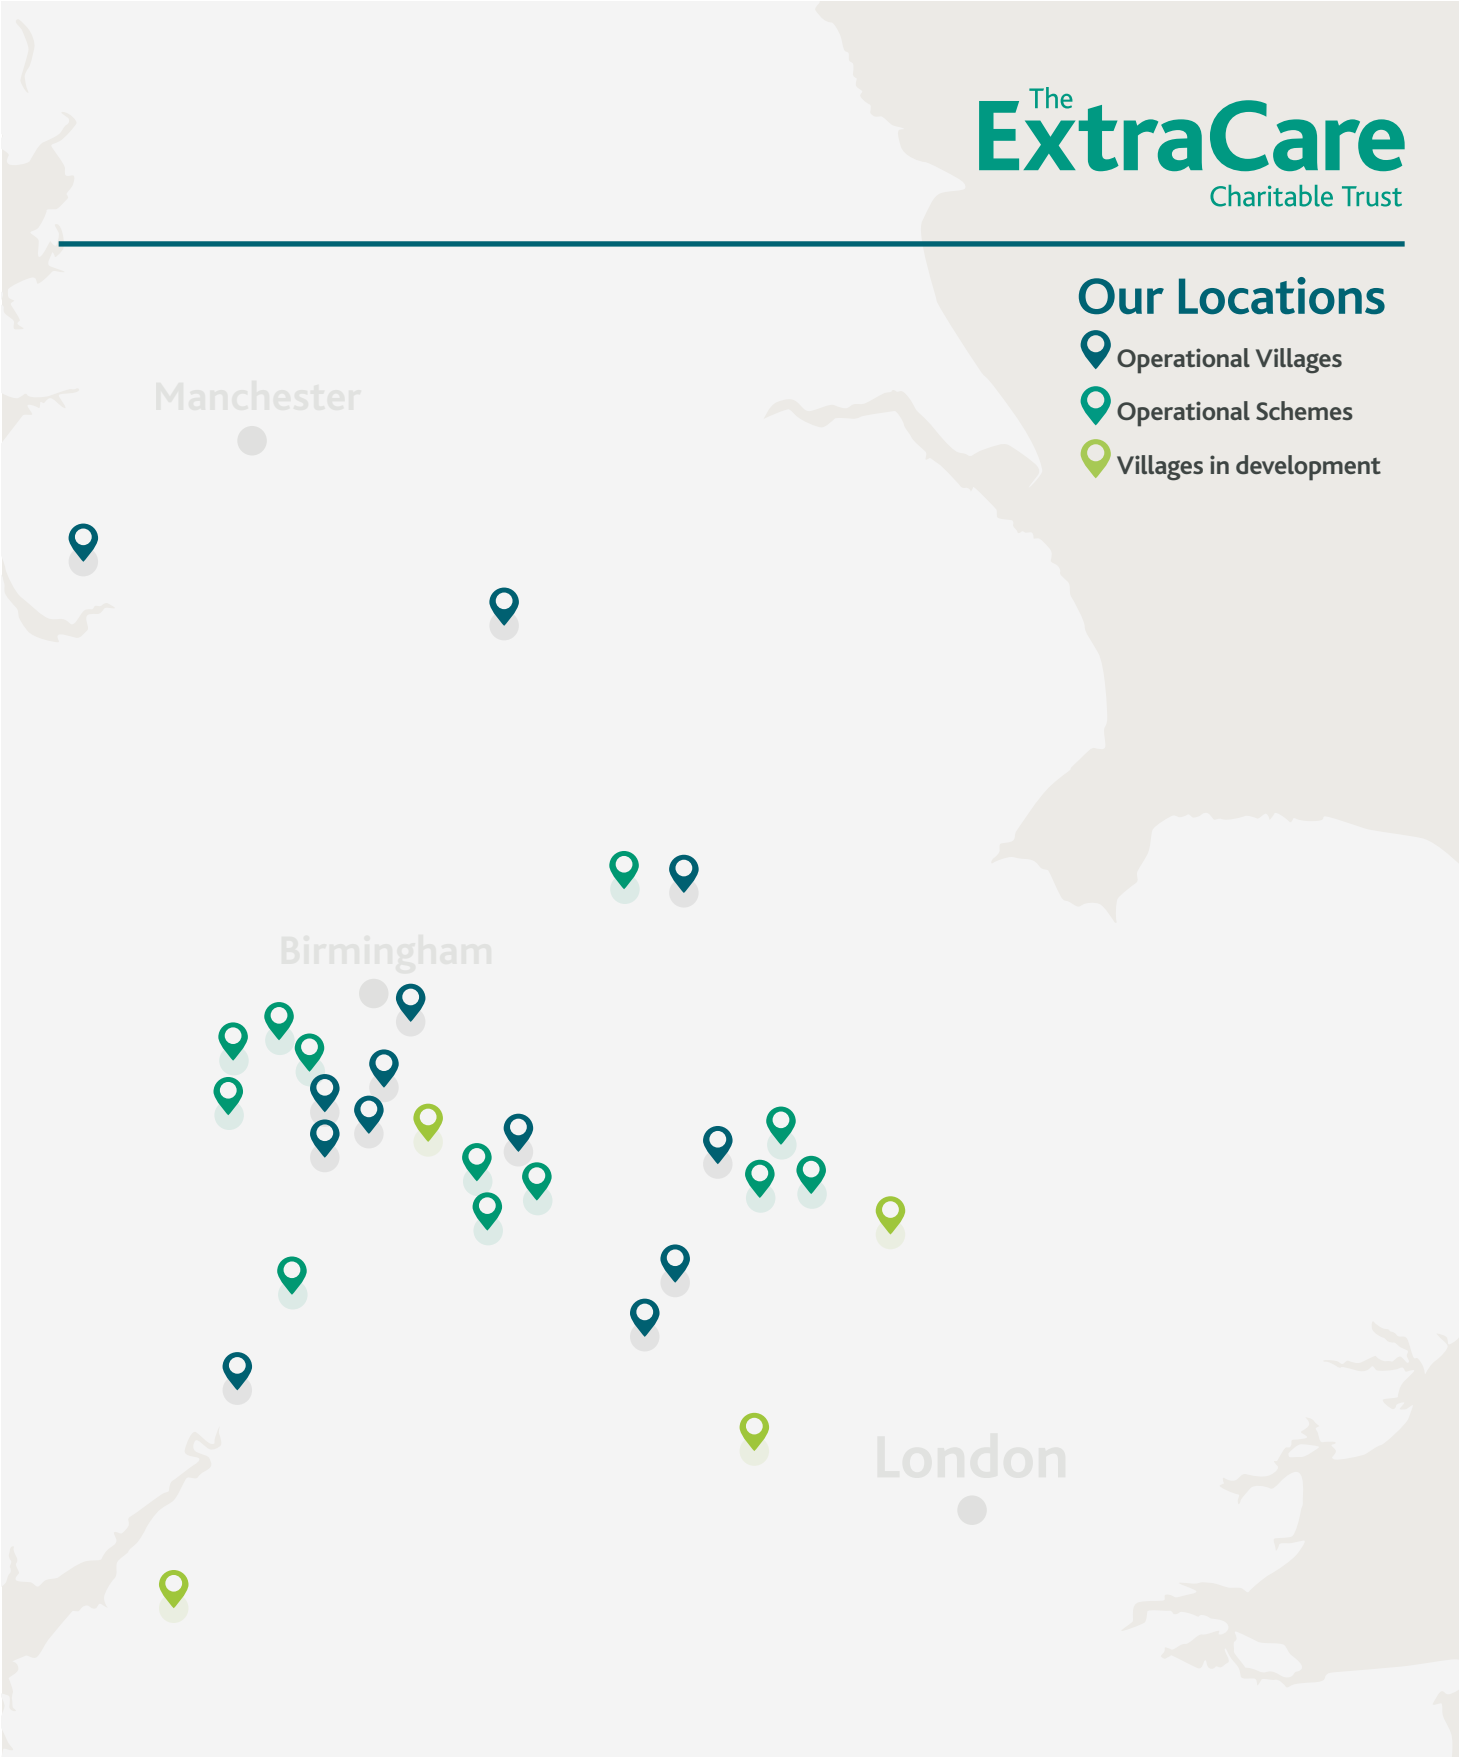 The
ExtraCare
Charitable Trust
Our Locations
Operational Villages
Operational Schemes
Villages in development
Manchester
Birmingham
London